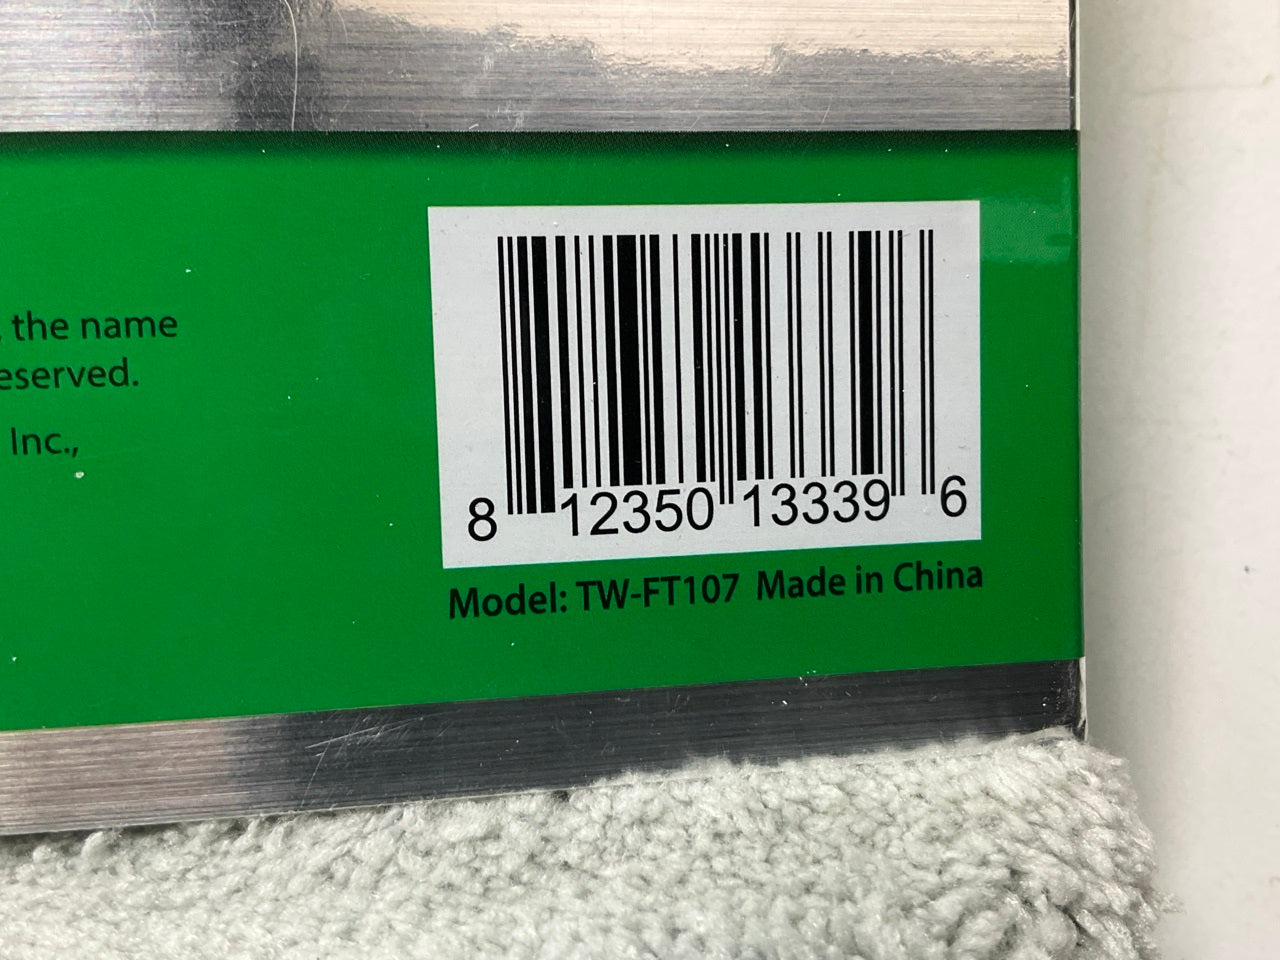 , the name
eserved.
Inc.,
8 12350 13339 6
Model: TW-FT107 Made in China